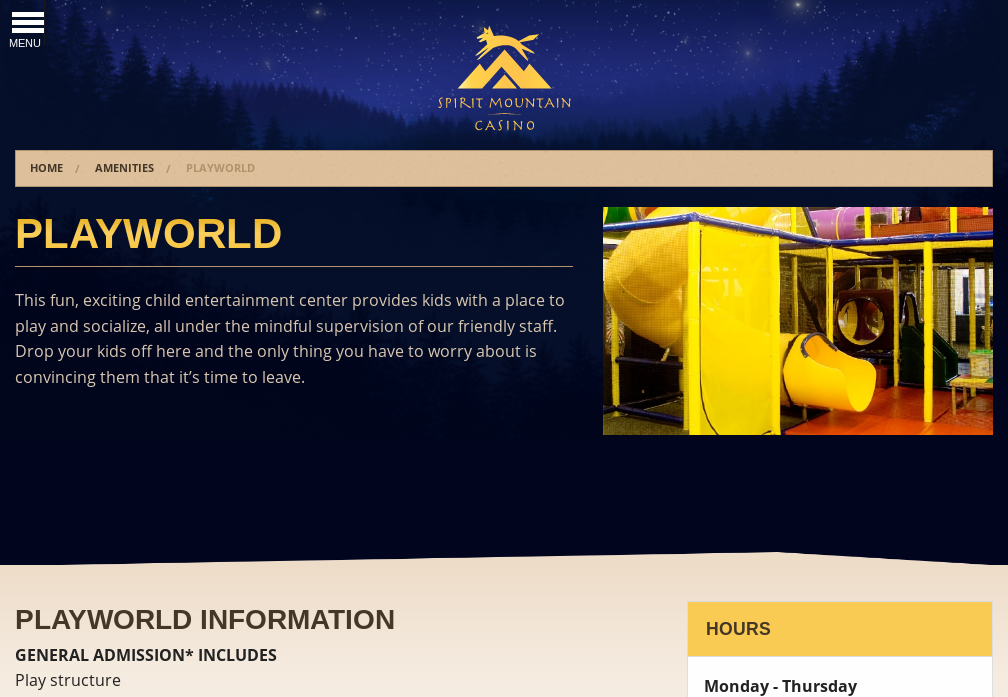 MENU
SPIRIT MOUNTAIN
CASINO
HOME / AMENITIES / PLAYWORLD
PLAYWORLD
This fun, exciting child entertainment center provides kids with a place to
play and socialize, all under the mindful supervision of our friendly staff.
Drop your kids off here and the only thing you have to worry about is
convincing them that it’s time to leave.
PLAYWORLD INFORMATION
GENERAL ADMISSION* INCLUDES
Play structure
HOURS
Monday - Thursday